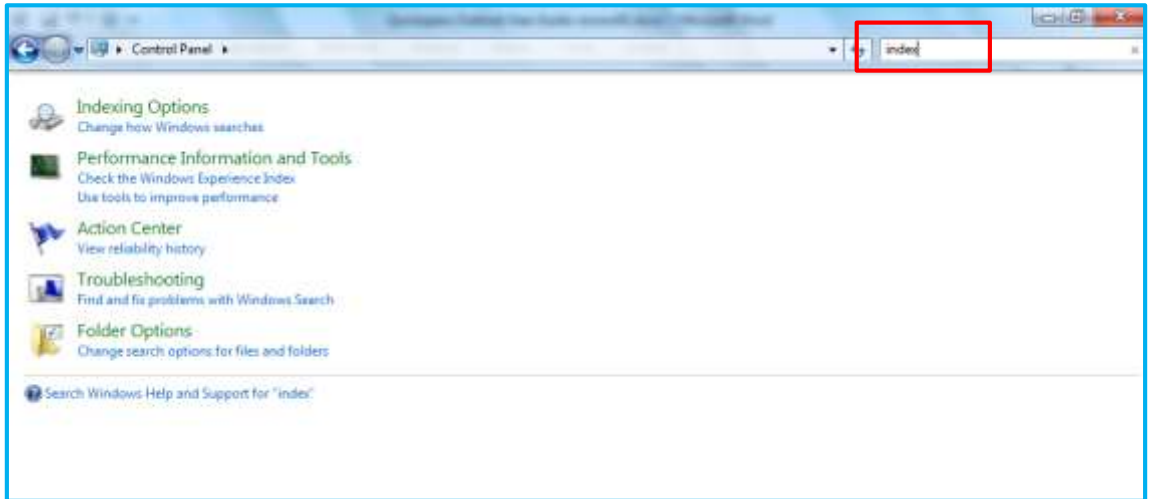 Control Panel
index
Indexing Options
Change how Windows searches
Performance Information and Tools
Check the Windows Experience Index
Use tools to improve performance
Action Center
View reliability history
Troubleshooting
Find and fix problems with Windows Search
Folder Options
Change search options for files and folders
Search Windows Help and Support for "index"